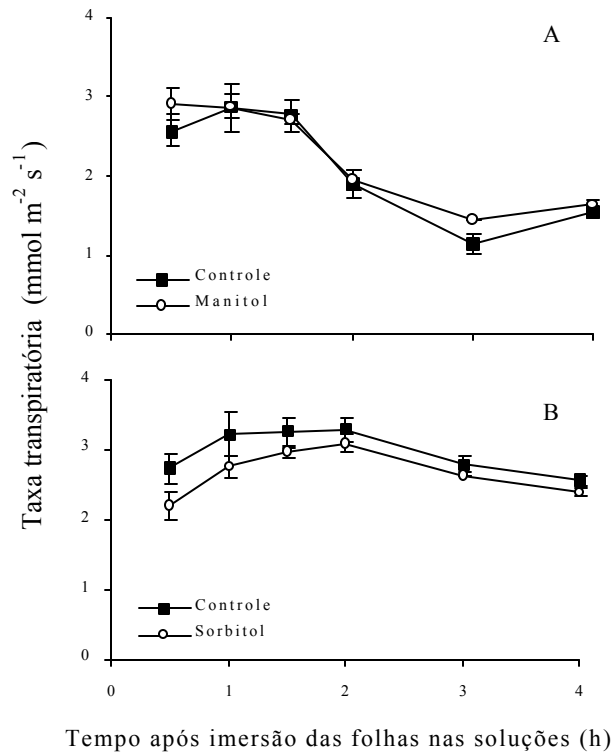 4
A
3
2
1
Controle
Manitol
0
4
B
3
2
1
Controle
Sorbitol
0
0 1 2 3 4
Taxa transpiratória (mmol m⁻² s⁻¹)
Tempo após imersão das folhas nas soluções (h)